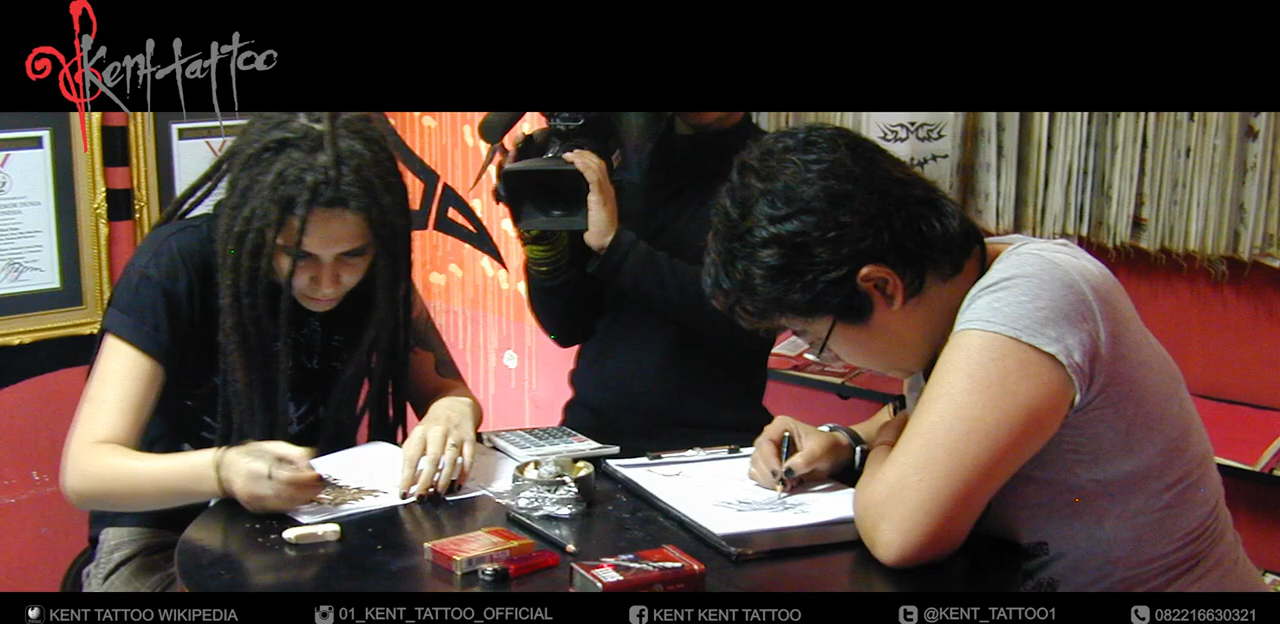 Kent tattoo
KENT TATTOO WIKIPEDIA
01_KENT_TATTOO_OFFICIAL
KENT KENT TATTOO
@KENT_TATTOO1
082216630321